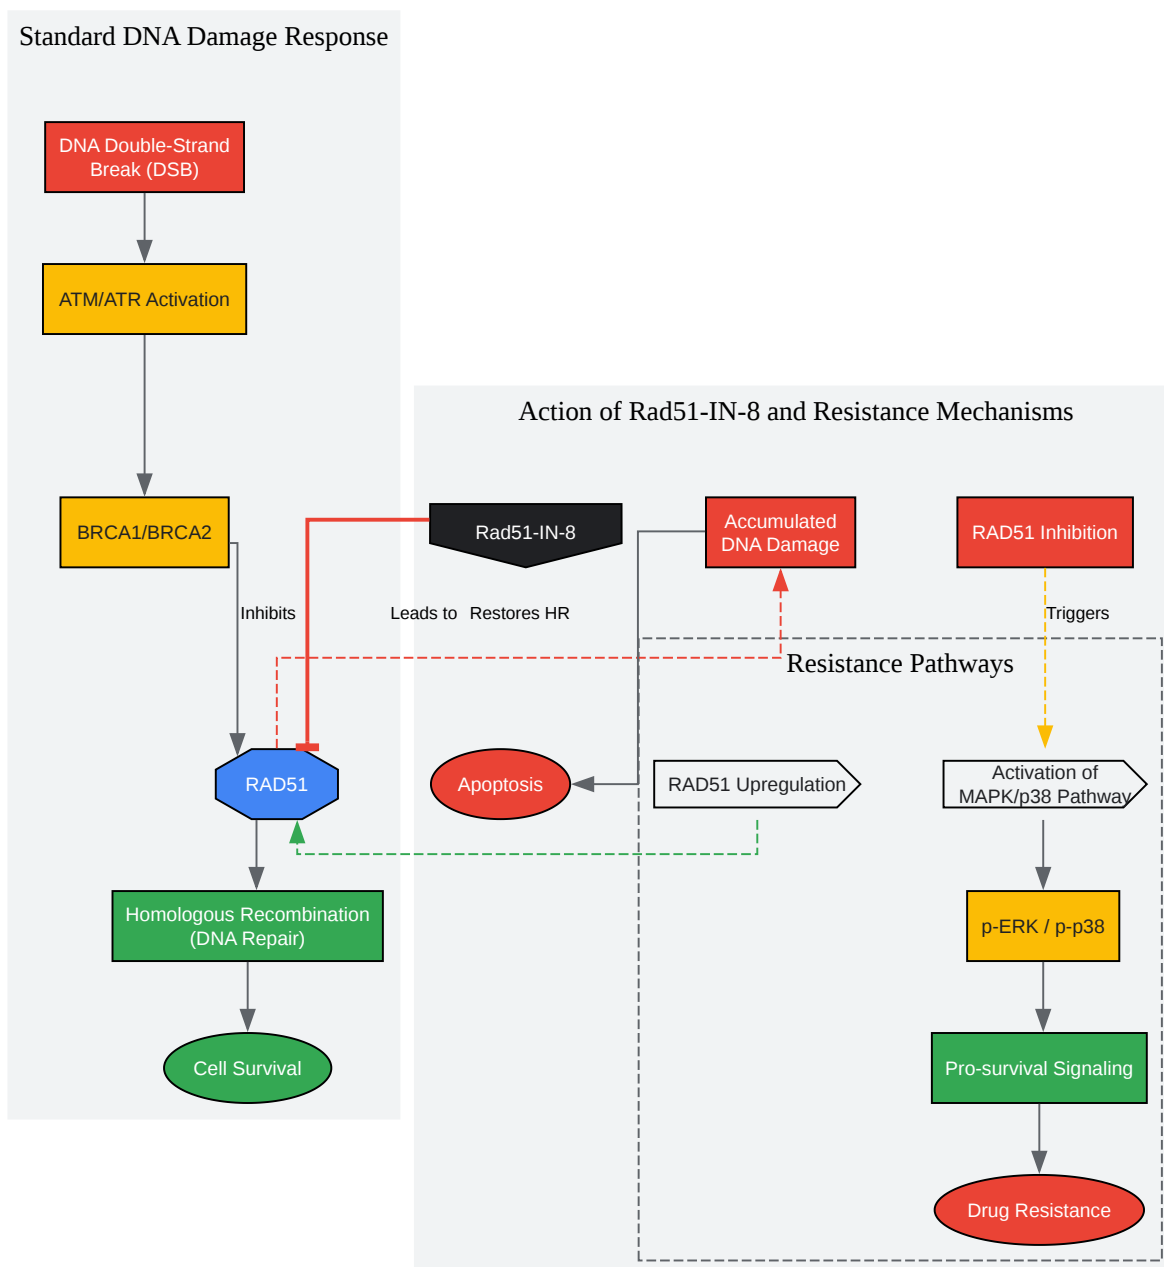 Standard DNA Damage Response
DNA Double-Strand
Break (DSB)
ATM/ATR Activation
BRCA1/BRCA2
Inhibits
RAD51
Homologous Recombination
(DNA Repair)
Cell Survival
Action of Rad51-IN-8 and Resistance Mechanisms
Rad51-IN-8
Accumulated
DNA Damage
RAD51 Inhibition
Leads to
Restores HR
Triggers
Resistance Pathways
Apoptosis
RAD51 Upregulation
Activation of
MAPK/p38 Pathway
p-ERK / p-p38
Pro-survival Signaling
Drug Resistance